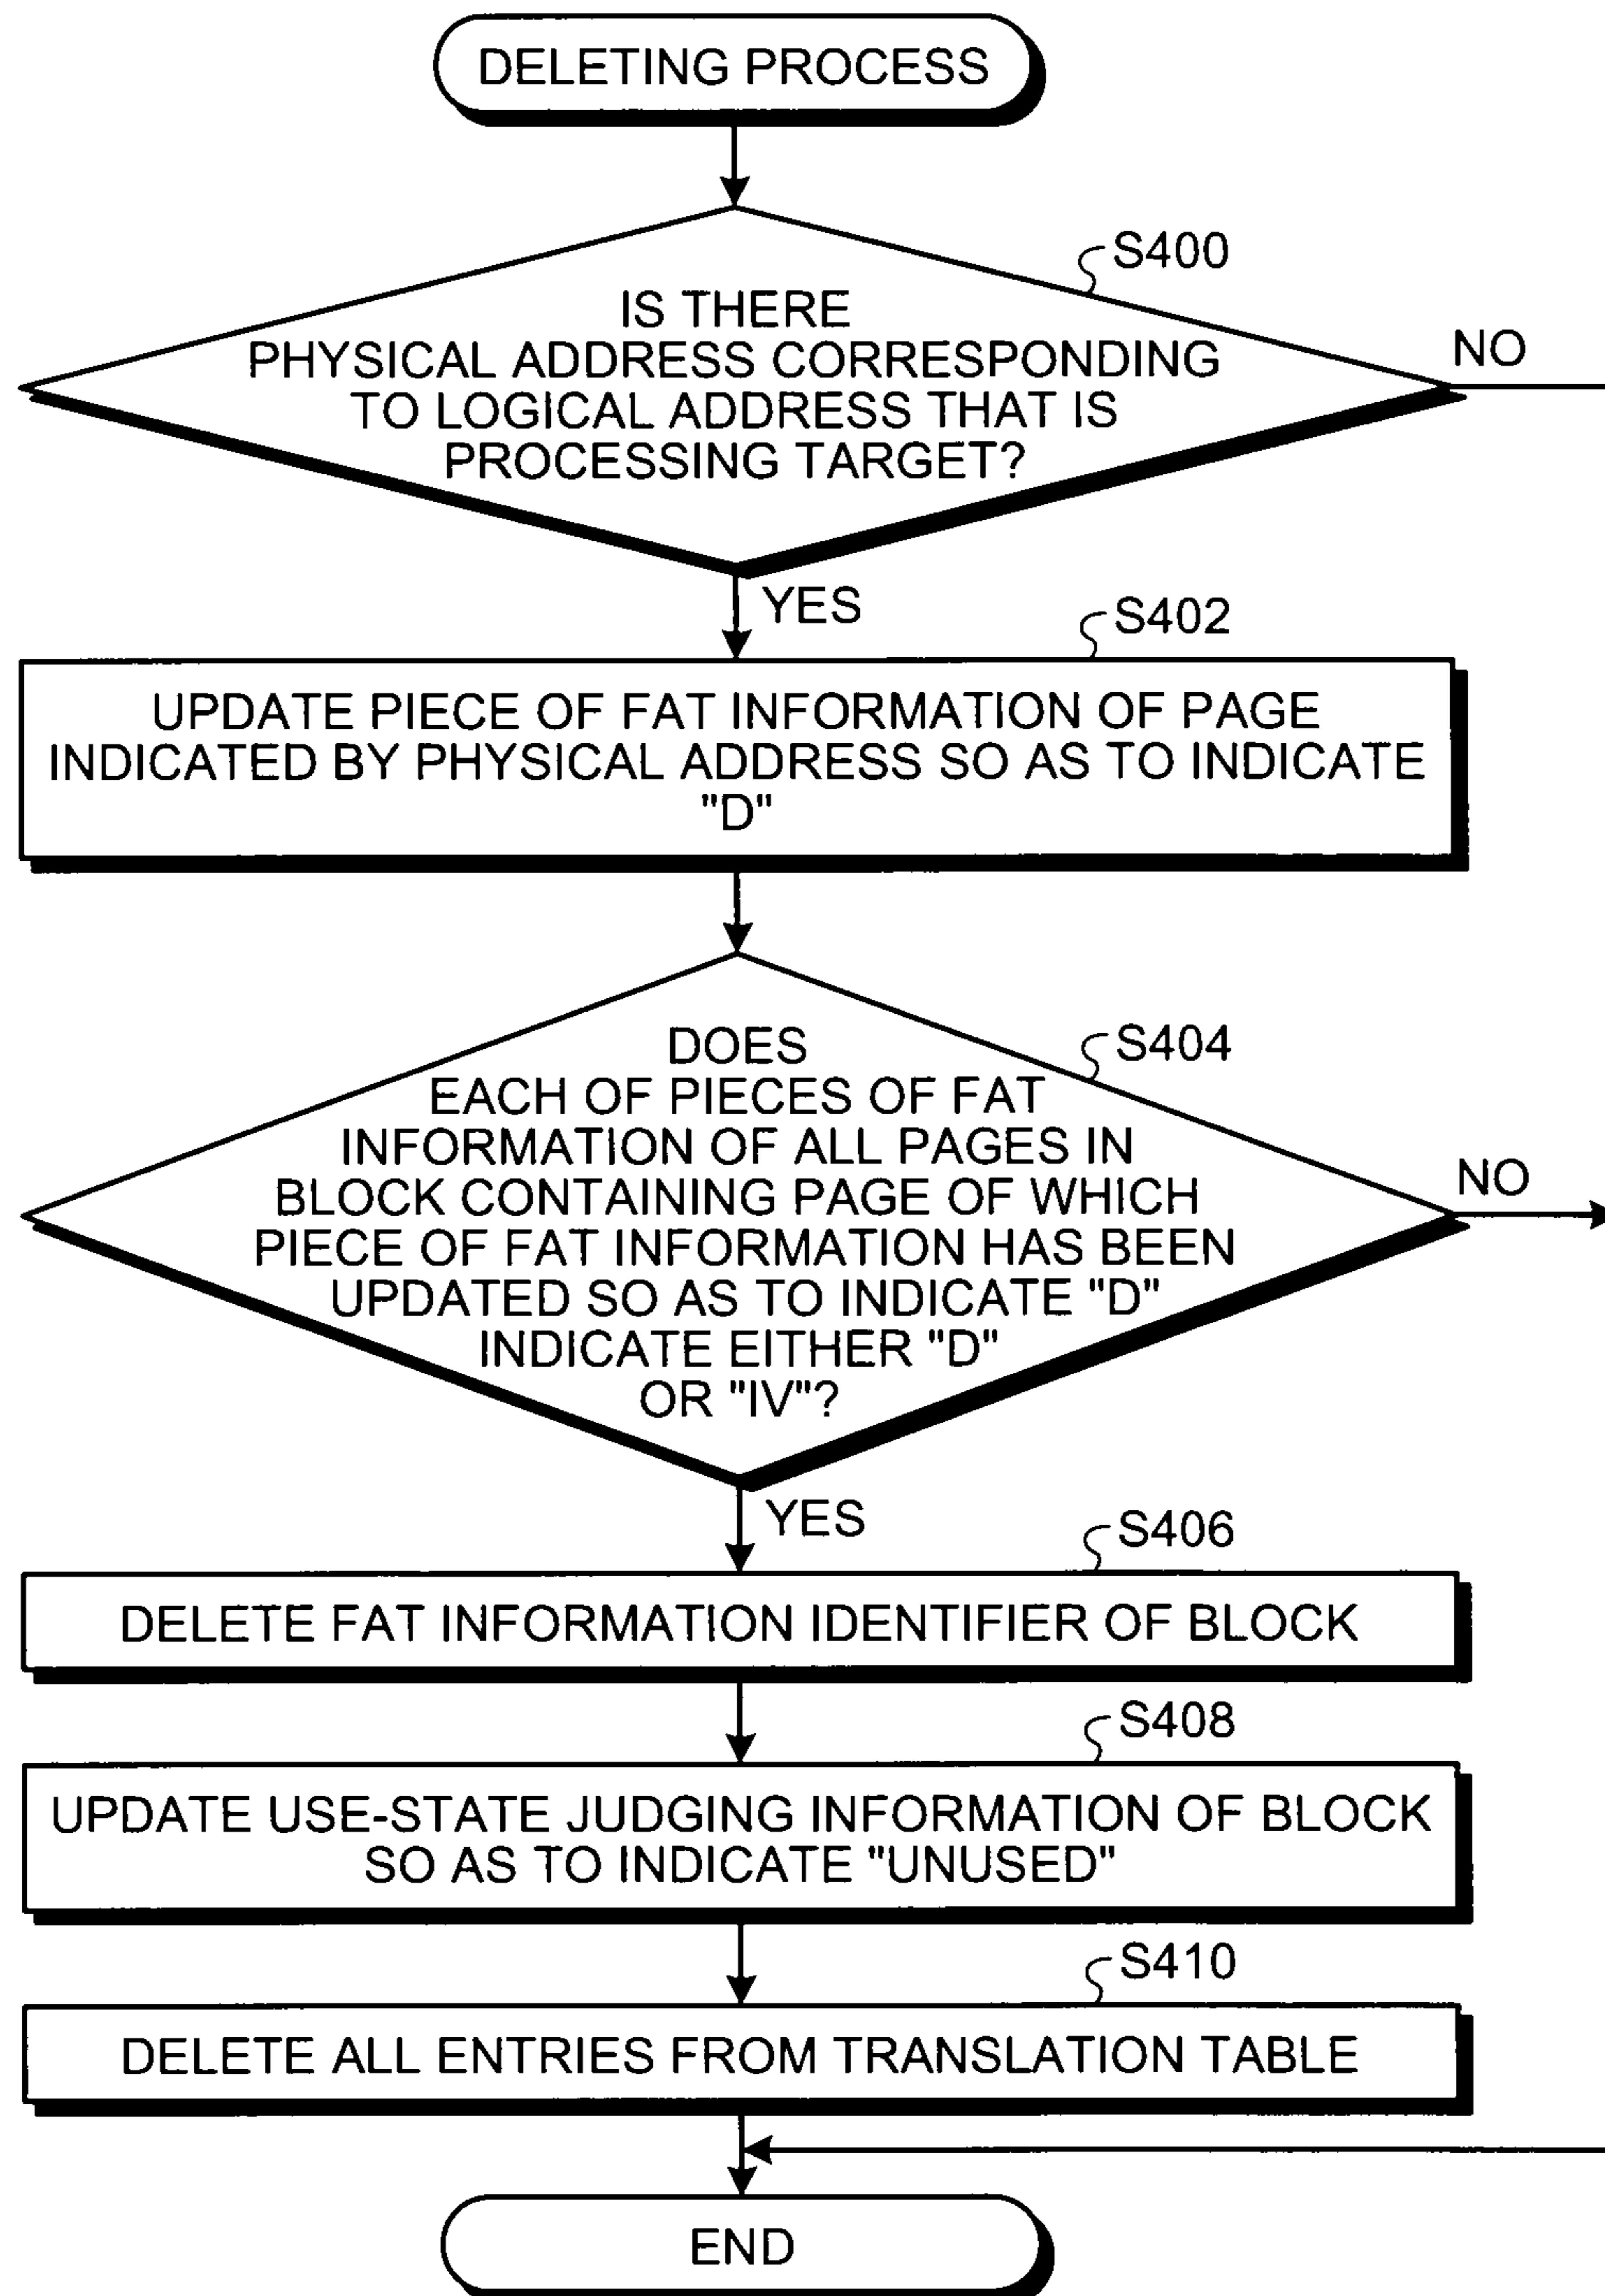 DELETING PROCESS
S400
IS THERE
PHYSICAL ADDRESS CORRESPONDING
TO LOGICAL ADDRESS THAT IS
PROCESSING TARGET?
NO
YES
S402
UPDATE PIECE OF FAT INFORMATION OF PAGE
INDICATED BY PHYSICAL ADDRESS SO AS TO INDICATE
"D"
S404
DOES
EACH OF PIECES OF FAT
INFORMATION OF ALL PAGES IN
BLOCK CONTAINING PAGE OF WHICH
PIECE OF FAT INFORMATION HAS BEEN
UPDATED SO AS TO INDICATE "D"
INDICATE EITHER "D"
OR "IV"?
NO
YES
S406
DELETE FAT INFORMATION IDENTIFIER OF BLOCK
S408
UPDATE USE-STATE JUDGING INFORMATION OF BLOCK
SO AS TO INDICATE "UNUSED"
S410
DELETE ALL ENTRIES FROM TRANSLATION TABLE
END